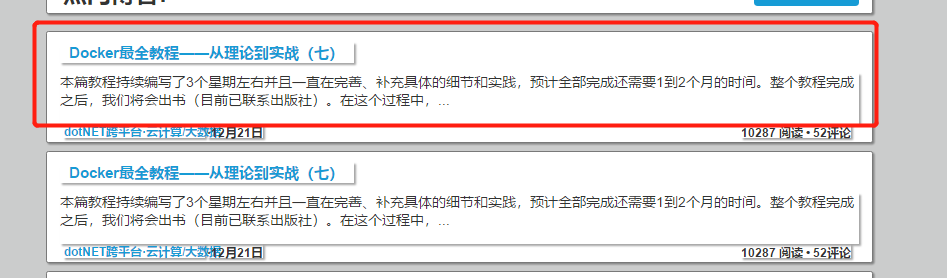 Docker最全教程——从理论到实战（七）
本篇教程持续编写了3个星期左右并且一直在完善、补充具体的细节和实践，预计全部完成还需要1到2个月的时间。整个教程完成
之后，我们将会出书（目前已联系出版社）。在这个过程中，...
dotNET跨平台·云计算/大数据 12月21日 10287 阅读 • 52评论
Docker最全教程——从理论到实战（七）
本篇教程持续编写了3个星期左右并且一直在完善、补充具体的细节和实践，预计全部完成还需要1到2个月的时间。整个教程完成
之后，我们将会出书（目前已联系出版社）。在这个过程中，...
dotNET跨平台·云计算/大数据 12月21日 10287 阅读 • 52评论